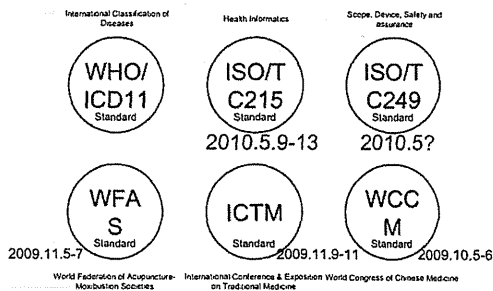 International Classification of
Diseases
Health Informatics
Scope, Device, Safety and
assurance
WHO/
ICD11
Standard
ISO/T
C215
Standard
ISO/T
C249
Standard
2010.5.9-13
2010.5?
WFA
S
Standard
ICTM
Standard
WCC
M
Standard
2009.11.5-7
2009.11.9-11
2009.10.5-6
World Federation of Acupuncture-
Moxibustion Societies
International Conference & Exposition
on Traditional Medicine
World Congress of Chinese Medicine